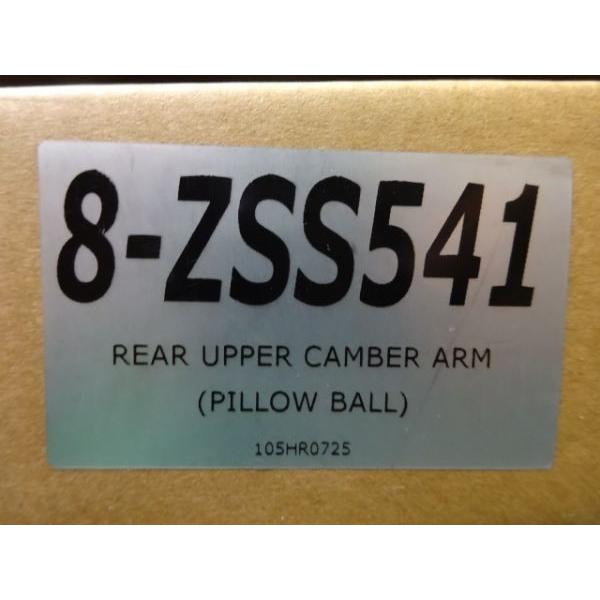 8-ZSS541
REAR UPPER CAMBER ARM
(PILLOW BALL)
105HR0725